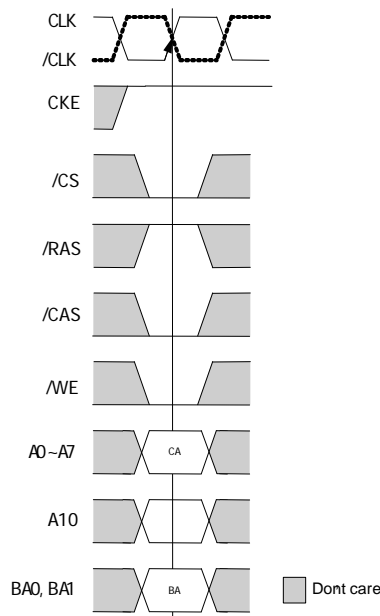 CLK
/CLK
CKE
/CS
/RAS
/CAS
/WE
A0~A7
CA
A10
BA0, BA1
BA
Dont care